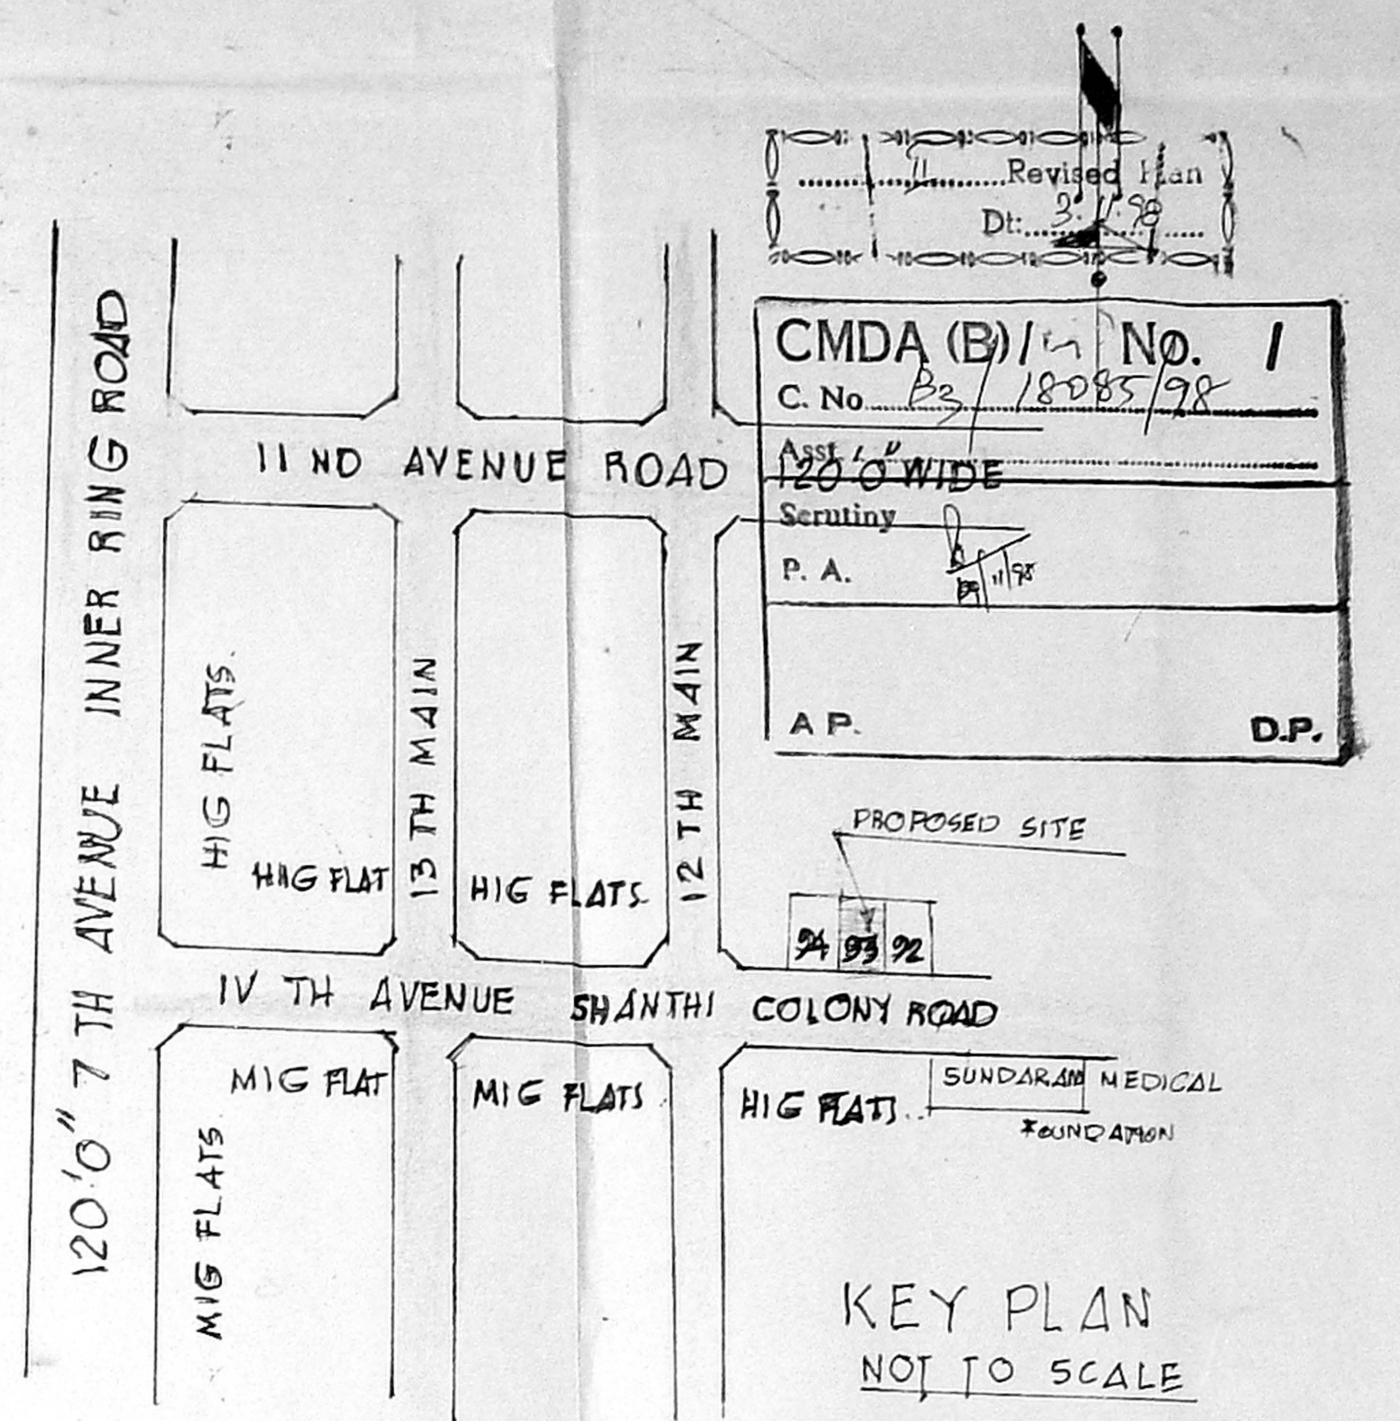 II Revised Plan
Dt: 3.11.98
CMDA (B)/ No. 1
C. No B3/18085/98
Asst
120'0" WIDE
Scrutiny
P. A.
A P. D.P.
120'0" 7 TH AVENUE INNER RING ROAD
II ND AVENUE ROAD
HIG FLATS.
HIG FLAT
13 TH MAIN
HIG FLATS.
12 TH MAIN
PROPOSED SITE
94 93 92
IV TH AVENUE SHANTHI COLONY ROAD
MIG FLAT
MIG FLATS
MIG FLATS
HIG FLATS..
SUNDARAM MEDICAL
FOUNDATION
KEY PLAN
NOT TO SCALE